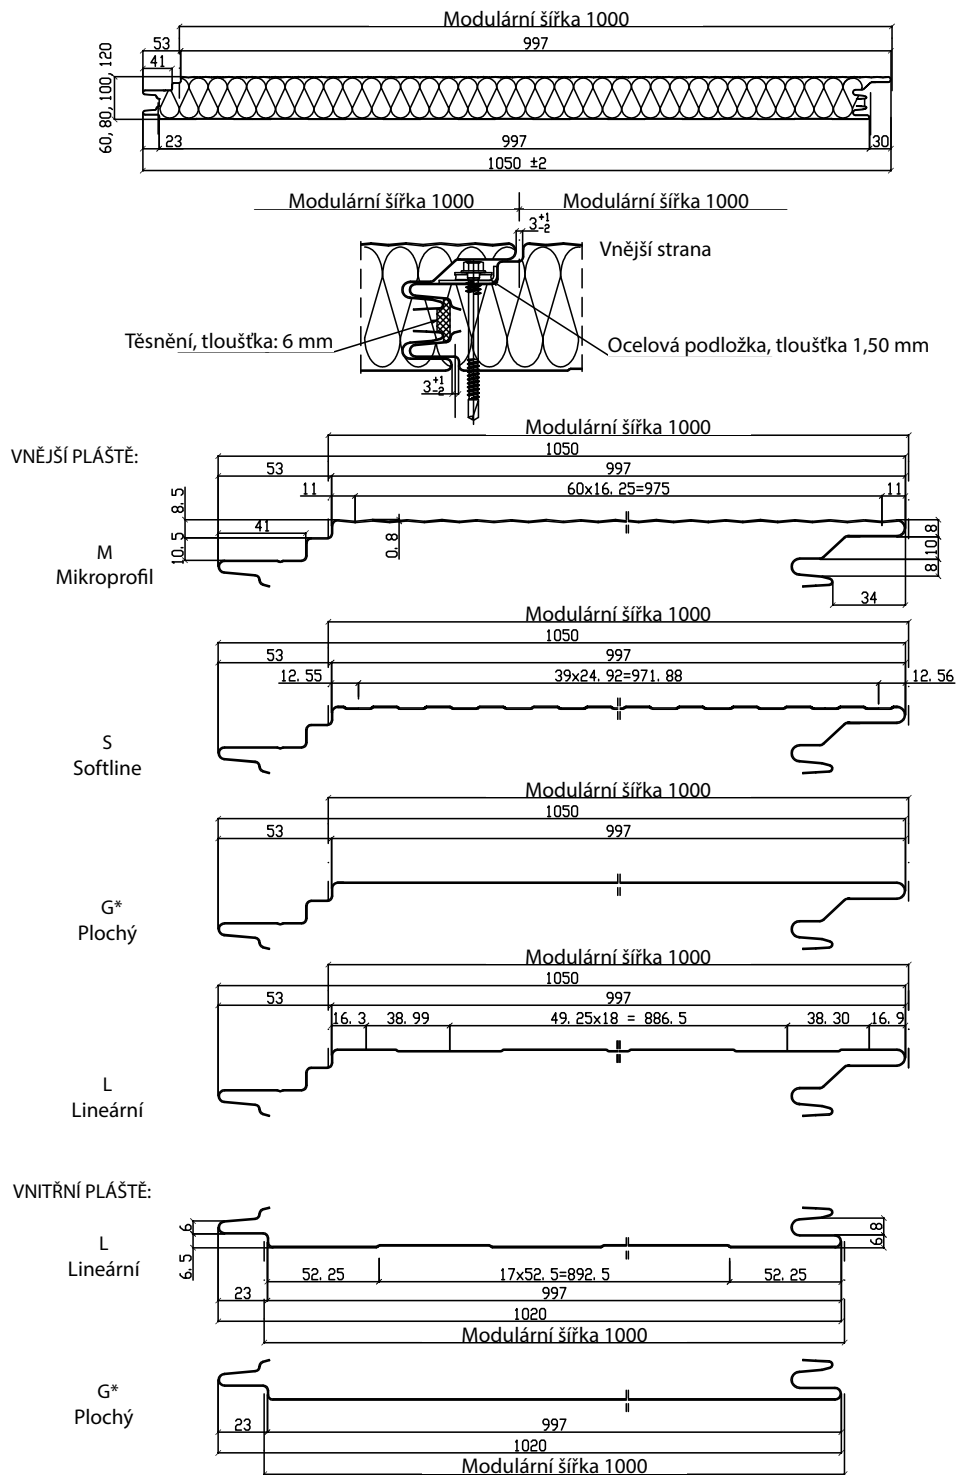 Modulární šířka 1000
53
997
41
60, 80, 100, 120
23
997
30
1050 ±2
Modulární šířka 1000
Modulární šířka 1000
3 +1 -2
Vnější strana
Těsnění, tloušťka: 6 mm
Ocelová podložka, tloušťka 1,50 mm
3 +1 -2
Modulární šířka 1000
VNĚJŠÍ PLÁŠTĚ:
1050
53
997
11
60x16. 25=975
11
8. 5
41
10. 5
0. 8
10.8
8
34
M
Mikroprofil
Modulární šířka 1000
1050
53
997
12. 55
39x24. 92=971. 88
12. 56
S
Softline
Modulární šířka 1000
1050
53
997
G*
Plochý
Modulární šířka 1000
1050
53
997
16. 3
38. 99
49. 25x18 = 886. 5
38. 30
16. 9
L
Lineární
VNITŘNÍ PLÁŠTĚ:
6
6. 5
6.8
L
Lineární
52. 25
17x52. 5=892. 5
52. 25
23
997
1020
Modulární šířka 1000
G*
Plochý
23
997
1020
Modulární šířka 1000